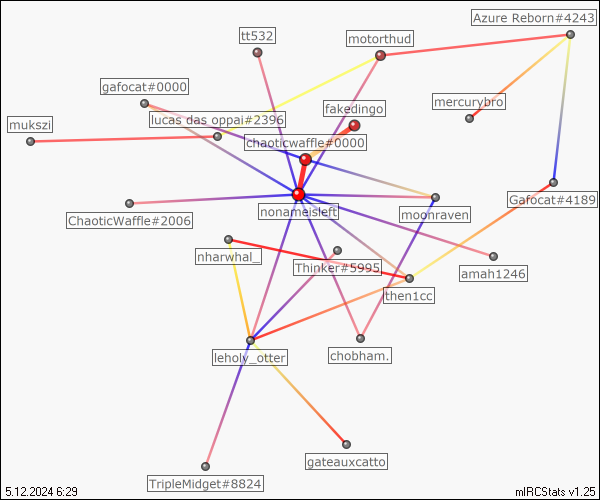 Azure Reborn#4243
tt532
motorthud
gafocat#0000
mercurybro
fakedingo
lucas das oppai#2396
mukszi
chaoticwaffle#0000
Gafocat#4189
nonameisleft
moonraven
ChaoticWaffle#2006
nharwhal_
Thinker#5995
amah1246
then1cc
leholy_otter
chobham.
gateauxcatto
TripleMidget#8824
5.12.2024 6:29
mIRCStats v1.25